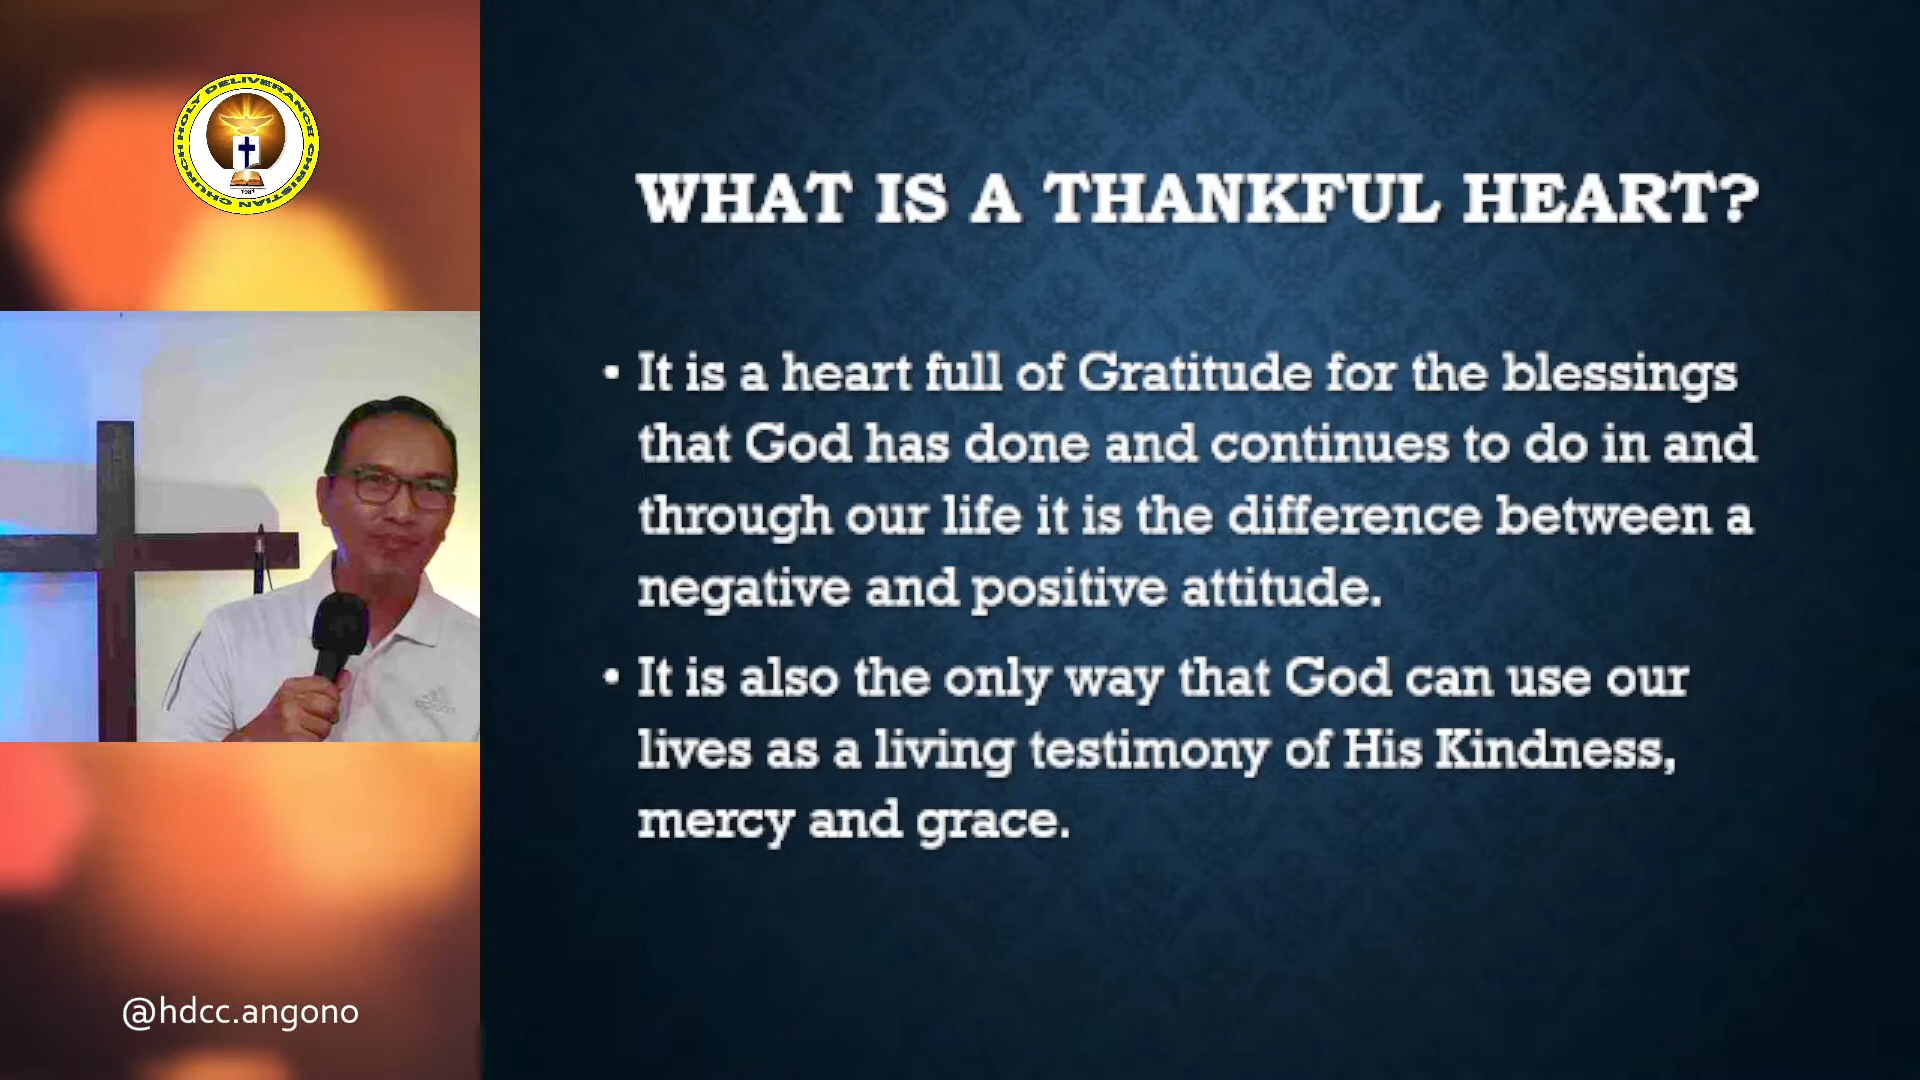 HOLY DELIVERANCE CHRISTIAN CHURCH
WHAT IS A THANKFUL HEART?
• It is a heart full of Gratitude for the blessings
that God has done and continues to do in and
through our life it is the difference between a
negative and positive attitude.
• It is also the only way that God can use our
lives as a living testimony of His Kindness,
mercy and grace.
adidas
@hdcc.angono